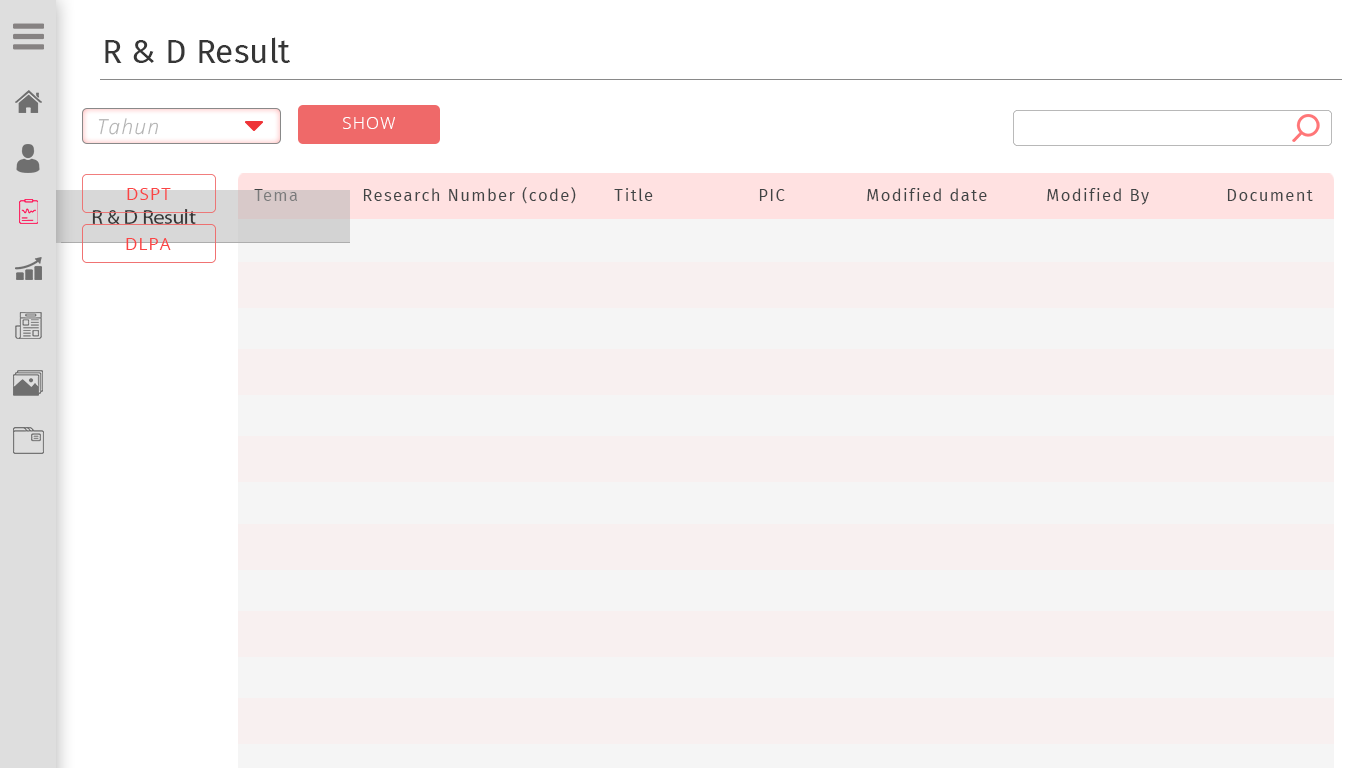 R & D Result
Tahun
SHOW
DSPT
R & D Result
DLPA
Tema Research Number (code) Title PIC Modified date Modified By Document